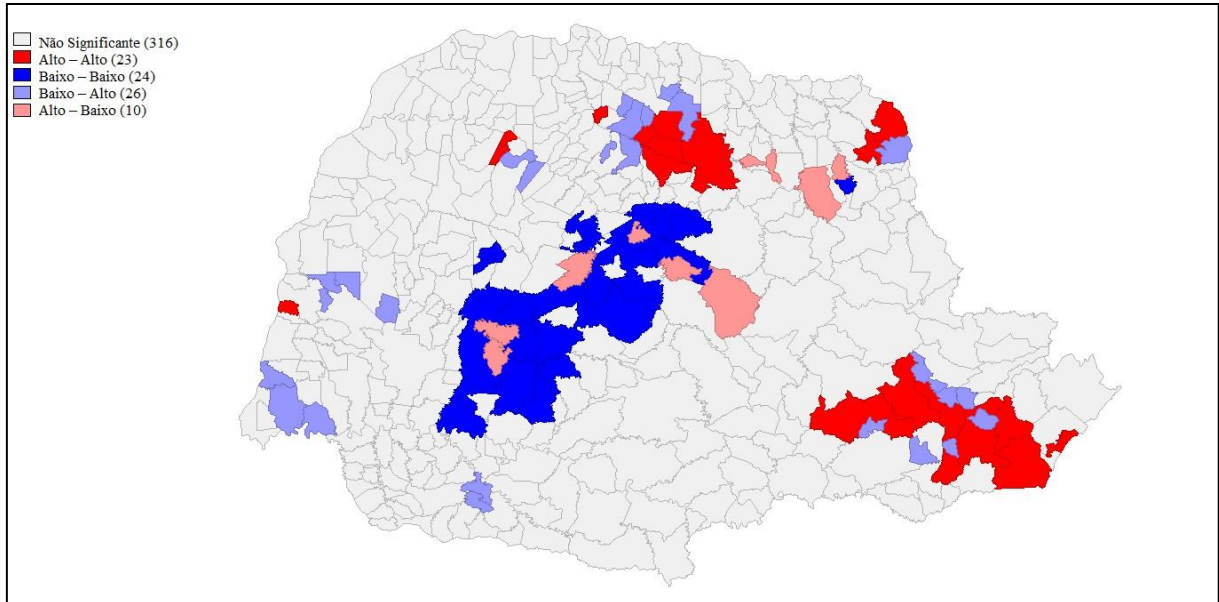 Não Significante (316)
Alto – Alto (23)
Baixo – Baixo (24)
Baixo – Alto (26)
Alto – Baixo (10)